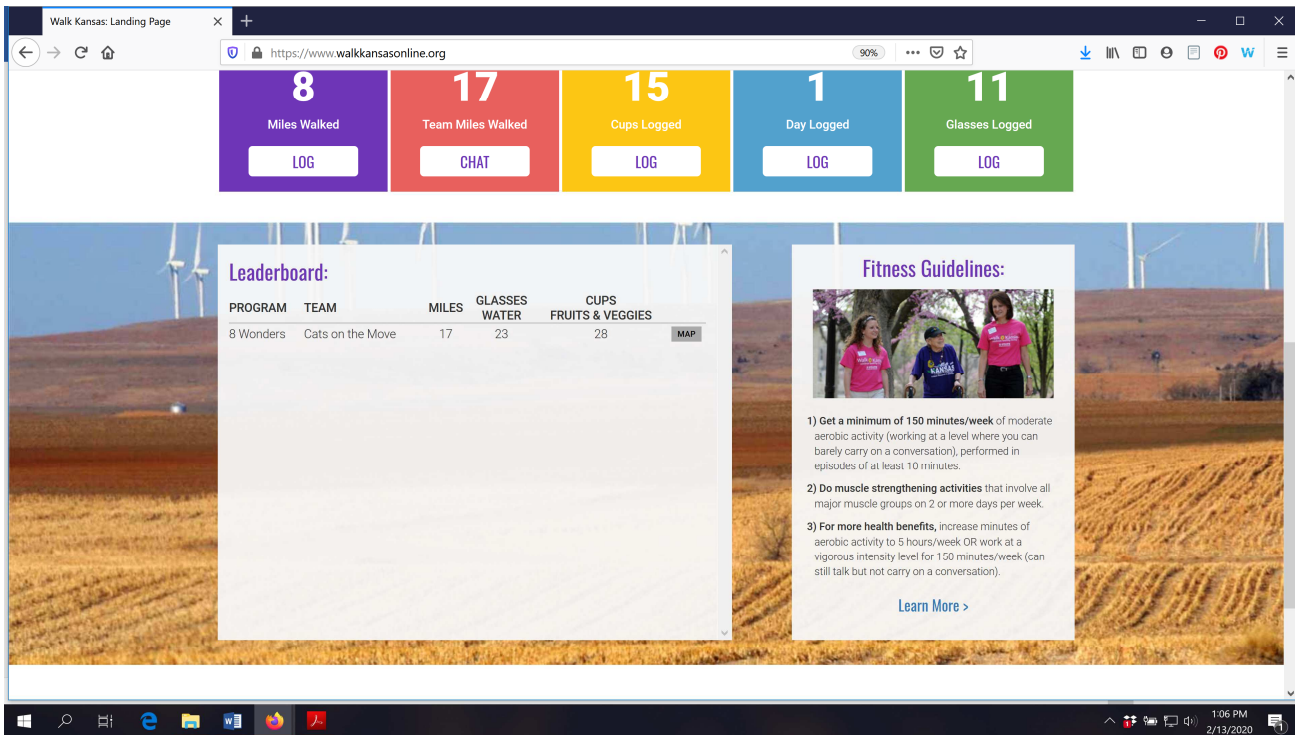 Walk Kansas: Landing Page
https://www.walkkansasonline.org
90%
8
17
15
1
11
Miles Walked
Team Miles Walked
Cups Logged
Day Logged
Glasses Logged
LOG
CHAT
LOG
LOG
LOG
Leaderboard:
PROGRAM TEAM MILES GLASSES WATER CUPS FRUITS & VEGGIES
8 Wonders Cats on the Move 17 23 28 MAP
Fitness Guidelines:
KANSAS
1) Get a minimum of 150 minutes/week of moderate
aerobic activity (working at a level where you can
barely carry on a conversation), performed in
episodes of at least 10 minutes.
2) Do muscle strengthening activities that involve all
major muscle groups on 2 or more days per week.
3) For more health benefits, increase minutes of
aerobic activity to 5 hours/week OR work at a
vigorous intensity level for 150 minutes/week (can
still talk but not carry on a conversation).
Learn More >
1:06 PM
2/13/2020